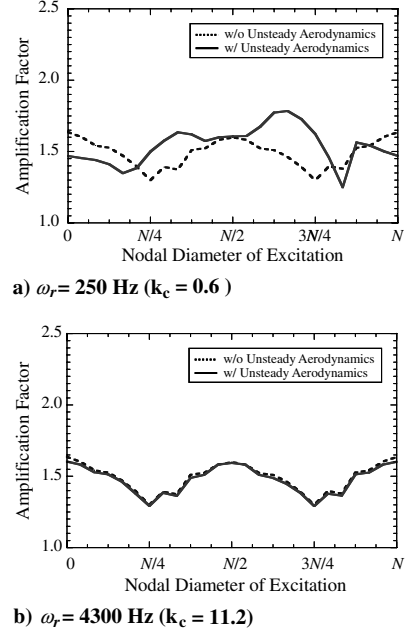 2.5
2.0
1.5
1.0
Amplification Factor
w/o Unsteady Aerodynamics
w/ Unsteady Aerodynamics
0 N/4 N/2 3N/4 N
Nodal Diameter of Excitation
a) ωr= 250 Hz (kc = 0.6 )
2.5
2.0
1.5
1.0
Amplification Factor
w/o Unsteady Aerodynamics
w/ Unsteady Aerodynamics
0 N/4 N/2 3N/4 N
Nodal Diameter of Excitation
b) ωr= 4300 Hz (kc = 11.2)